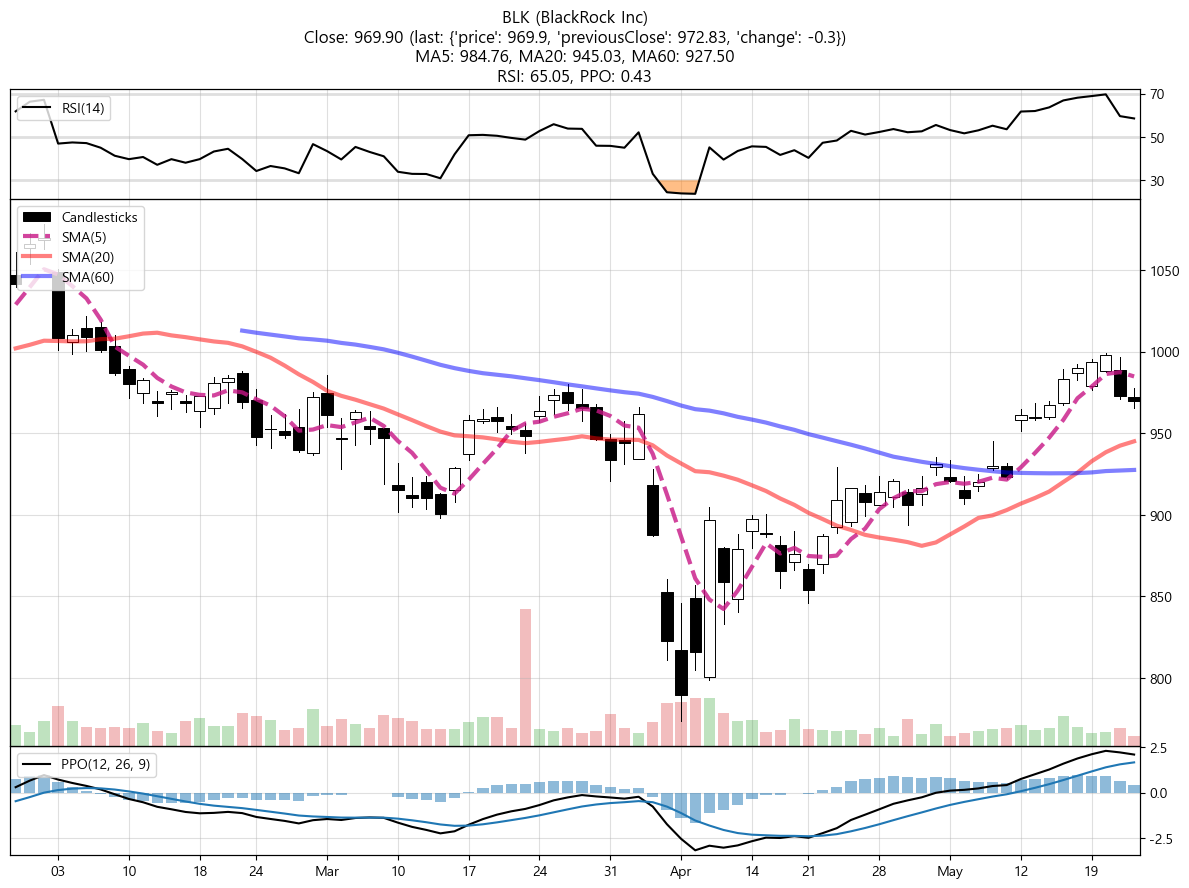 BLK (BlackRock Inc)
Close: 969.90 (last: {'price': 969.9, 'previousClose': 972.83, 'change': -0.3})
MA5: 984.76, MA20: 945.03, MA60: 927.50
RSI: 65.05, PPO: 0.43
RSI(14)
70
50
30
Candlesticks
SMA(5)
SMA(20)
SMA(60)
1050
1000
950
900
850
800
PPO(12, 26, 9)
2.5
0.0
-2.5
03 10 18 24 Mar 10 17 24 31 Apr 14 21 28 May 12 19